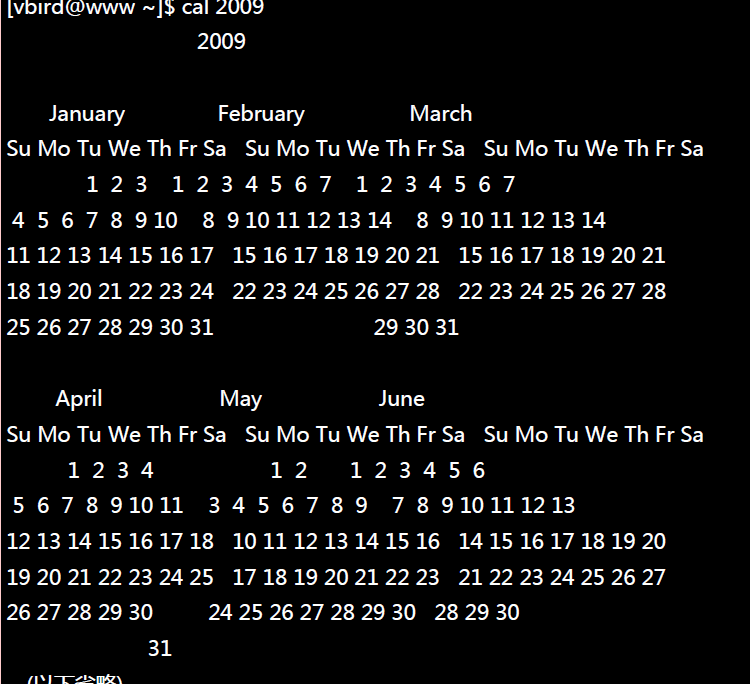 [vbird@www ~]$ cal 2009
2009
January February March
Su Mo Tu We Th Fr Sa Su Mo Tu We Th Fr Sa Su Mo Tu We Th Fr Sa
1 2 3 1 2 3 4 5 6 7 1 2 3 4 5 6 7
4 5 6 7 8 9 10 8 9 10 11 12 13 14 8 9 10 11 12 13 14
11 12 13 14 15 16 17 15 16 17 18 19 20 21 15 16 17 18 19 20 21
18 19 20 21 22 23 24 22 23 24 25 26 27 28 22 23 24 25 26 27 28
25 26 27 28 29 30 31 29 30 31
April May June
Su Mo Tu We Th Fr Sa Su Mo Tu We Th Fr Sa Su Mo Tu We Th Fr Sa
1 2 3 4 1 2 1 2 3 4 5 6
5 6 7 8 9 10 11 3 4 5 6 7 8 9 7 8 9 10 11 12 13
12 13 14 15 16 17 18 10 11 12 13 14 15 16 14 15 16 17 18 19 20
19 20 21 22 23 24 25 17 18 19 20 21 22 23 21 22 23 24 25 26 27
26 27 28 29 30 24 25 26 27 28 29 30 28 29 30
31
(以下省略)